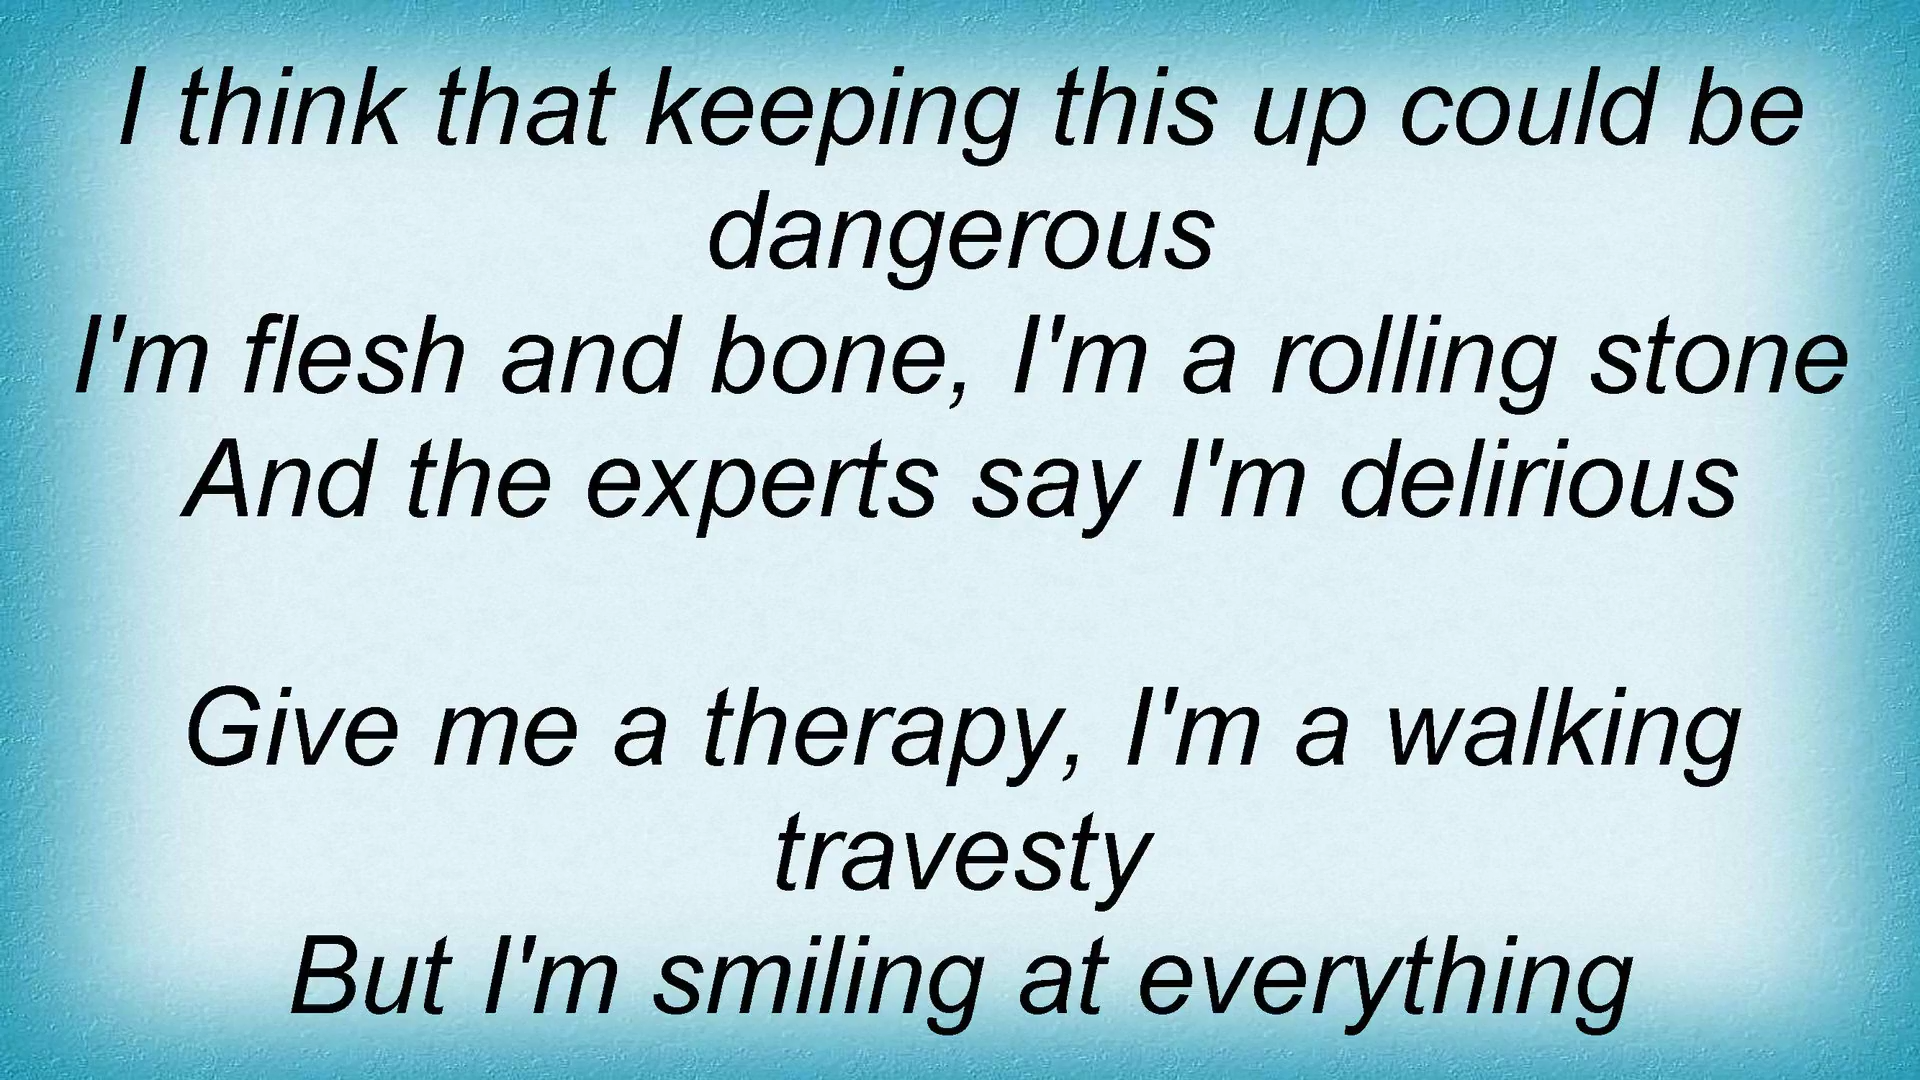 I think that keeping this up could be
dangerous
I'm flesh and bone, I'm a rolling stone
And the experts say I'm delirious
Give me a therapy, I'm a walking
travesty
But I'm smiling at everything